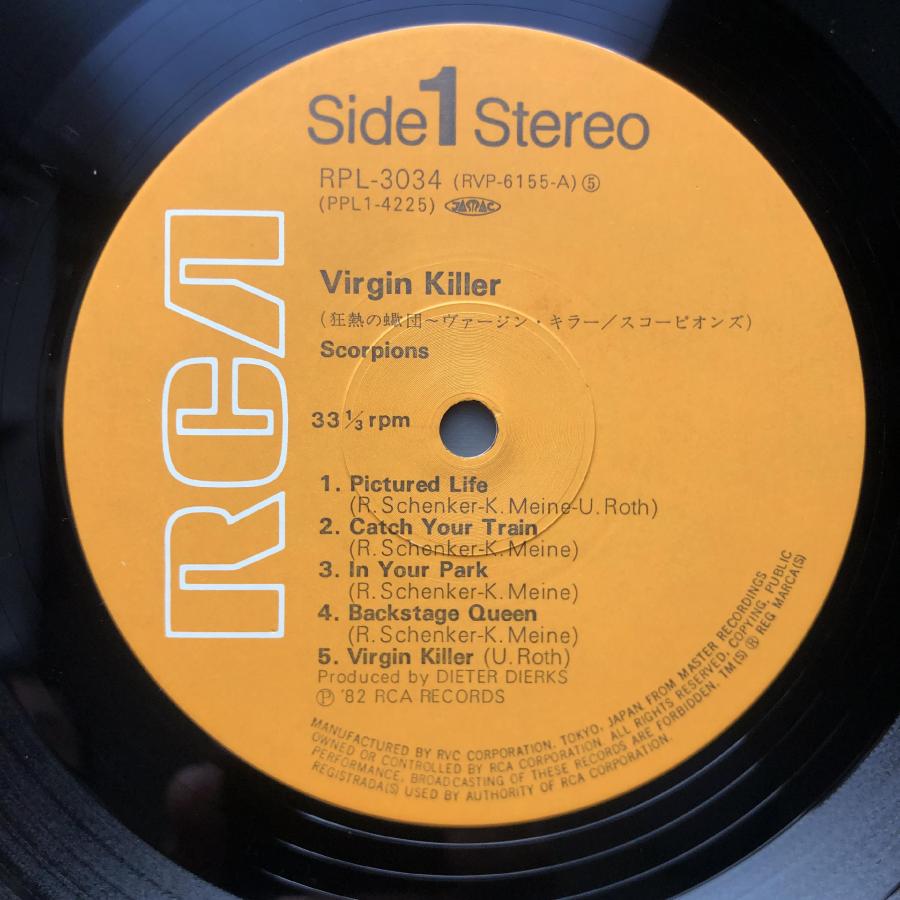 Side 1 Stereo
RPL-3034 (RVP-6155-A) ⑤
(PPL1-4225) JASRAC
RCA
Virgin Killer
(狂熱の蠍団〜ヴァージン・キラー/スコーピオンズ)
Scorpions
33 1/3 rpm
1. Pictured Life
(R. Schenker-K. Meine-U. Roth)
2. Catch Your Train
(R. Schenker-K. Meine)
3. In Your Park
(R. Schenker-K. Meine)
4. Backstage Queen
(R. Schenker-K. Meine)
5. Virgin Killer (U. Roth)
Produced by DIETER DIERKS
Ⓟ '82 RCA RECORDS
MANUFACTURED BY RVC CORPORATION, TOKYO, JAPAN FROM MASTER RECORDINGS
OWNED OR CONTROLLED BY RCA CORPORATION. ALL RIGHTS RESERVED; COPYING, PUBLIC
PERFORMANCE, BROADCASTING OF THESE RECORDS ARE FORBIDDEN. TM(S) ® REG MARCA(S)
REGISTRADA(S) USED BY AUTHORITY OF RCA CORPORATION.